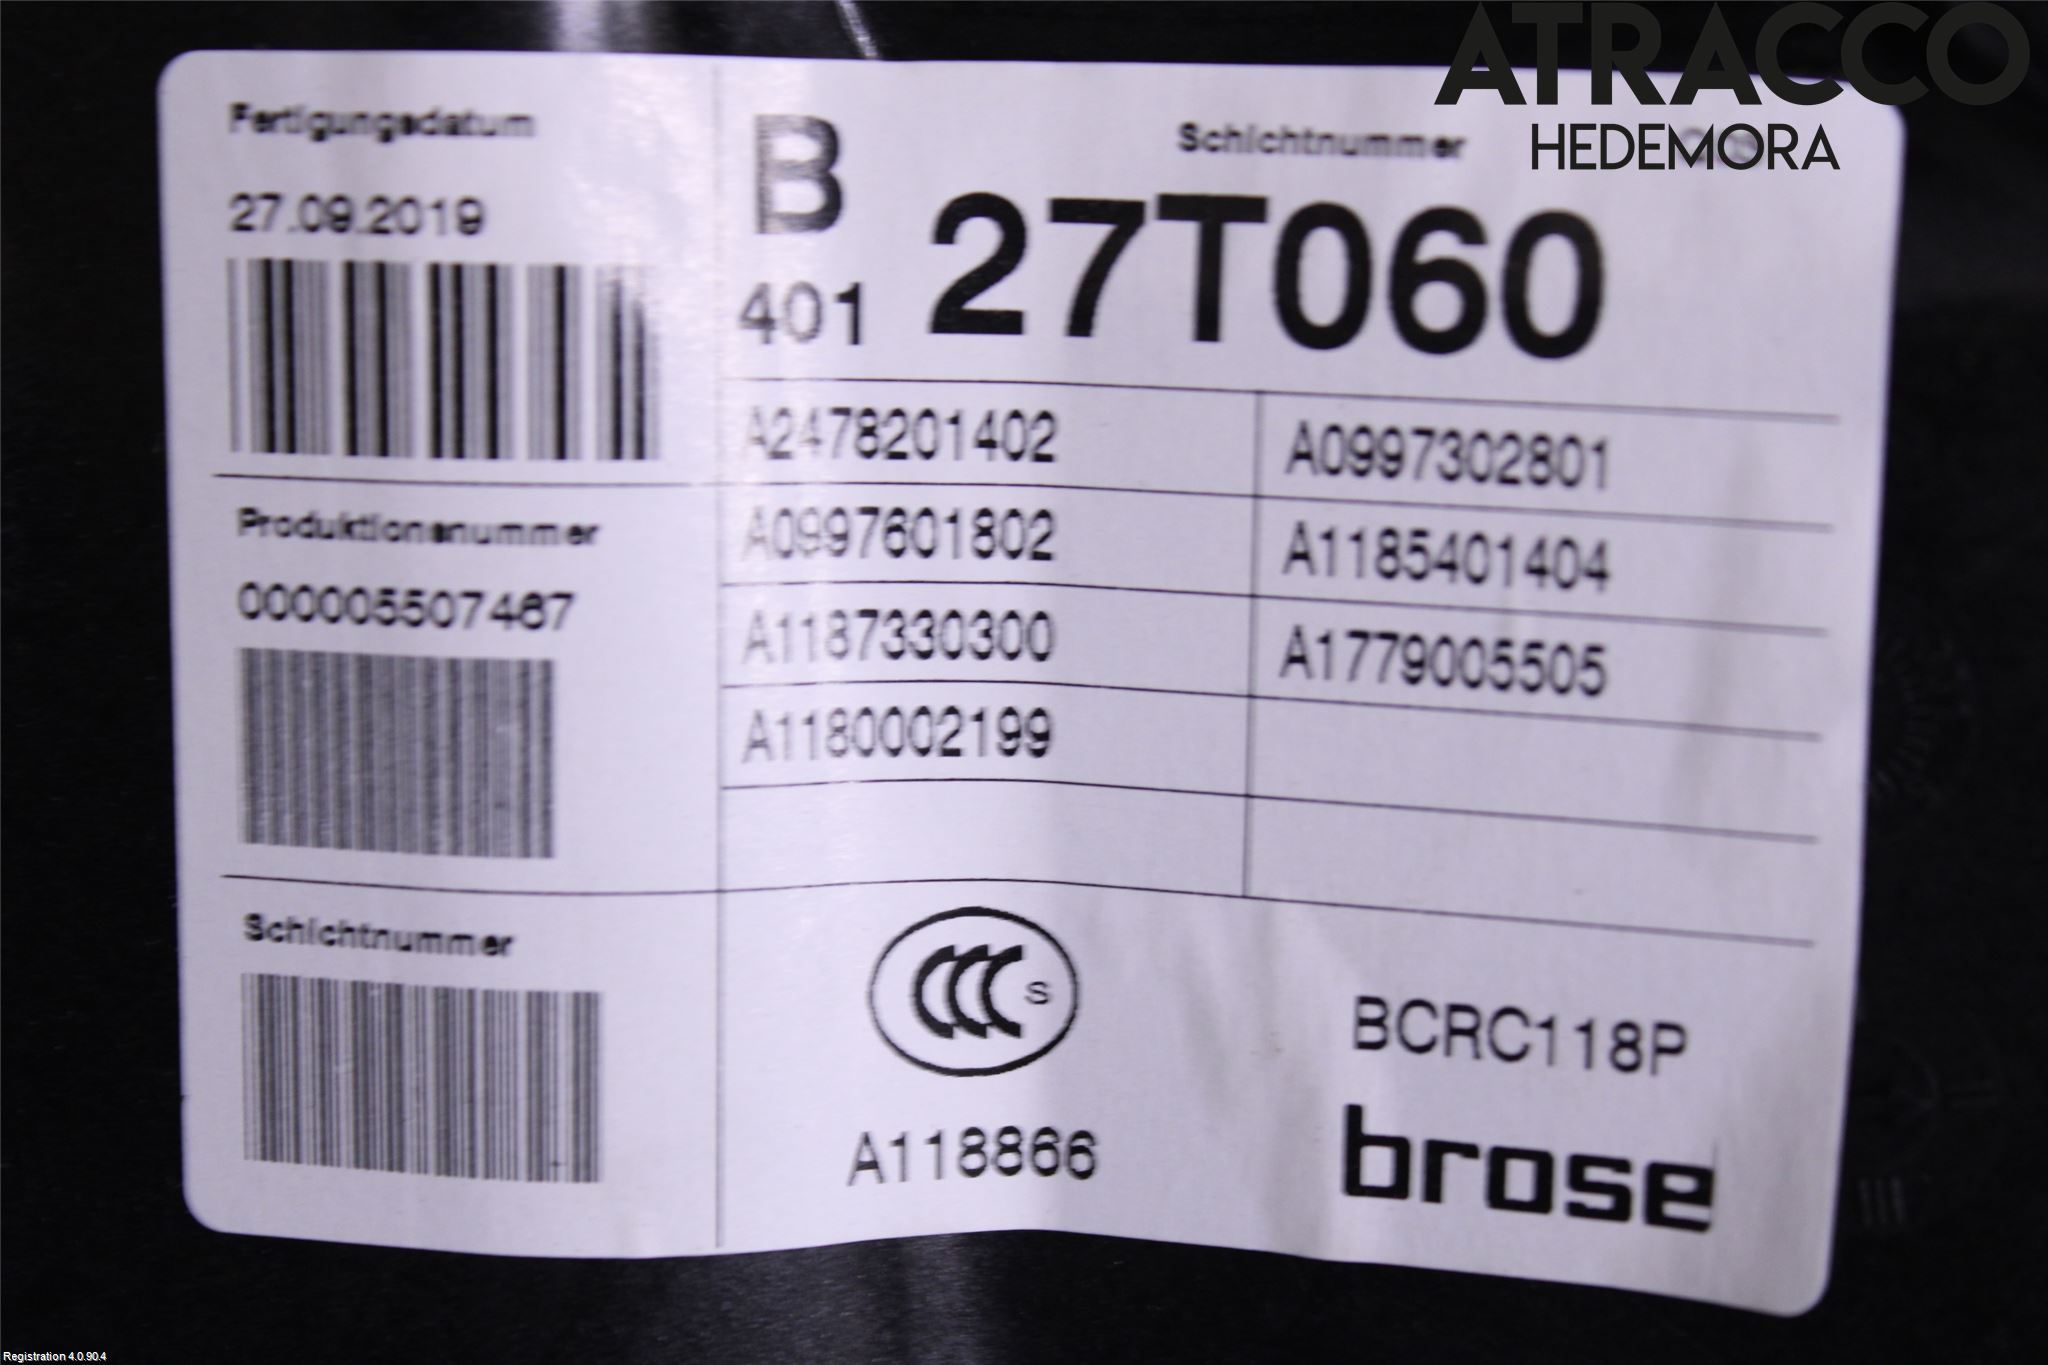 ATRACCO
HEDEMORA
Fertigungsdatum
27.09.2019
B
401
Schichtnummer
27T060
A2478201402
A0997302801
A0997601802
A1185401404
A1187330300
A1779005505
A1180002199
Produktionsnummer
000005507467
Schichtnummer
CCC S
A118866
BCRC118P
brose
Registration 4.0.90.4